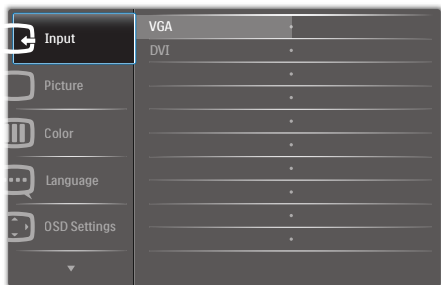 Input
Picture
Color
Language
OSD Settings
VGA
DVI